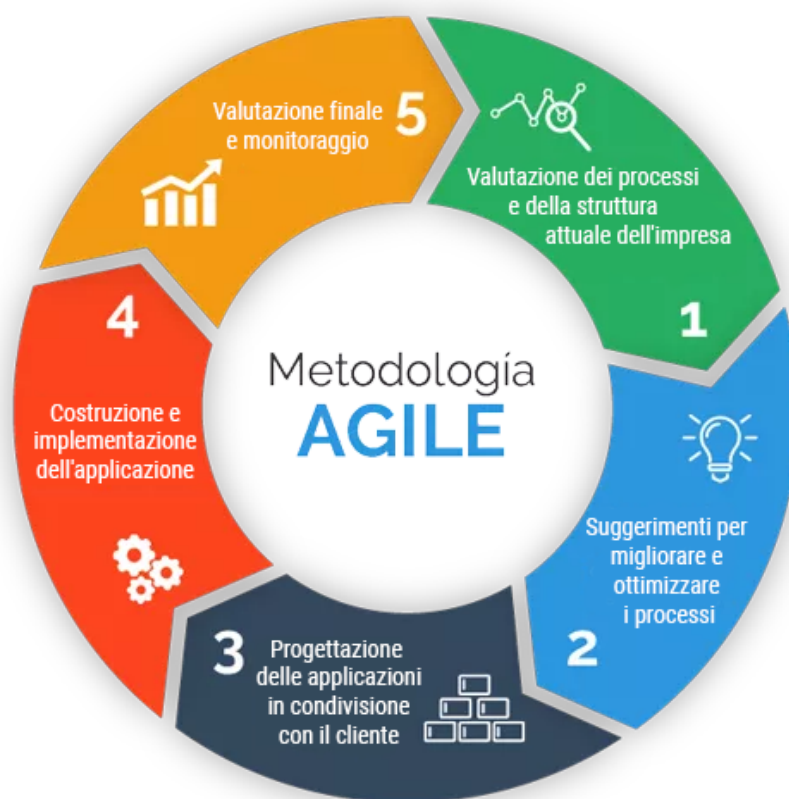 Metodología
AGILE
Valutazione dei processi
e della struttura
attuale dell'impresa
1
Suggerimenti per
migliorare e
ottimizzare
i processi
2
3
Progettazione
delle applicazioni
in condivisione
con il cliente
4
Costruzione e
implementazione
dell'applicazione
Valutazione finale
e monitoraggio
5